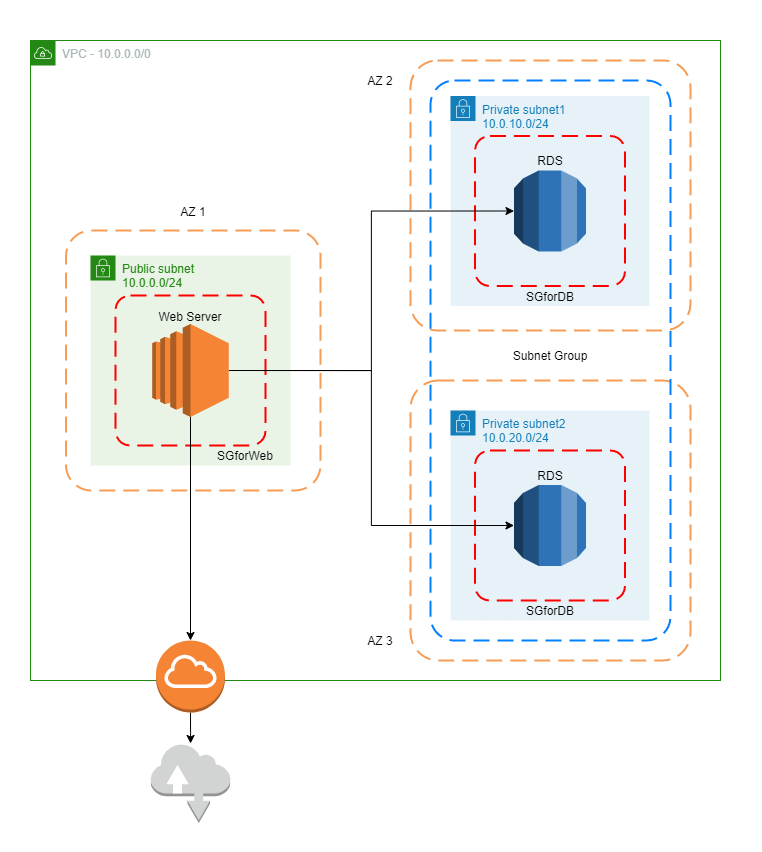 VPC - 10.0.0.0/0
AZ 2
Private subnet1
10.0.10.0/24
RDS
SGforDB
AZ 1
Public subnet
10.0.0.0/24
Web Server
SGforWeb
Subnet Group
Private subnet2
10.0.20.0/24
RDS
SGforDB
AZ 3